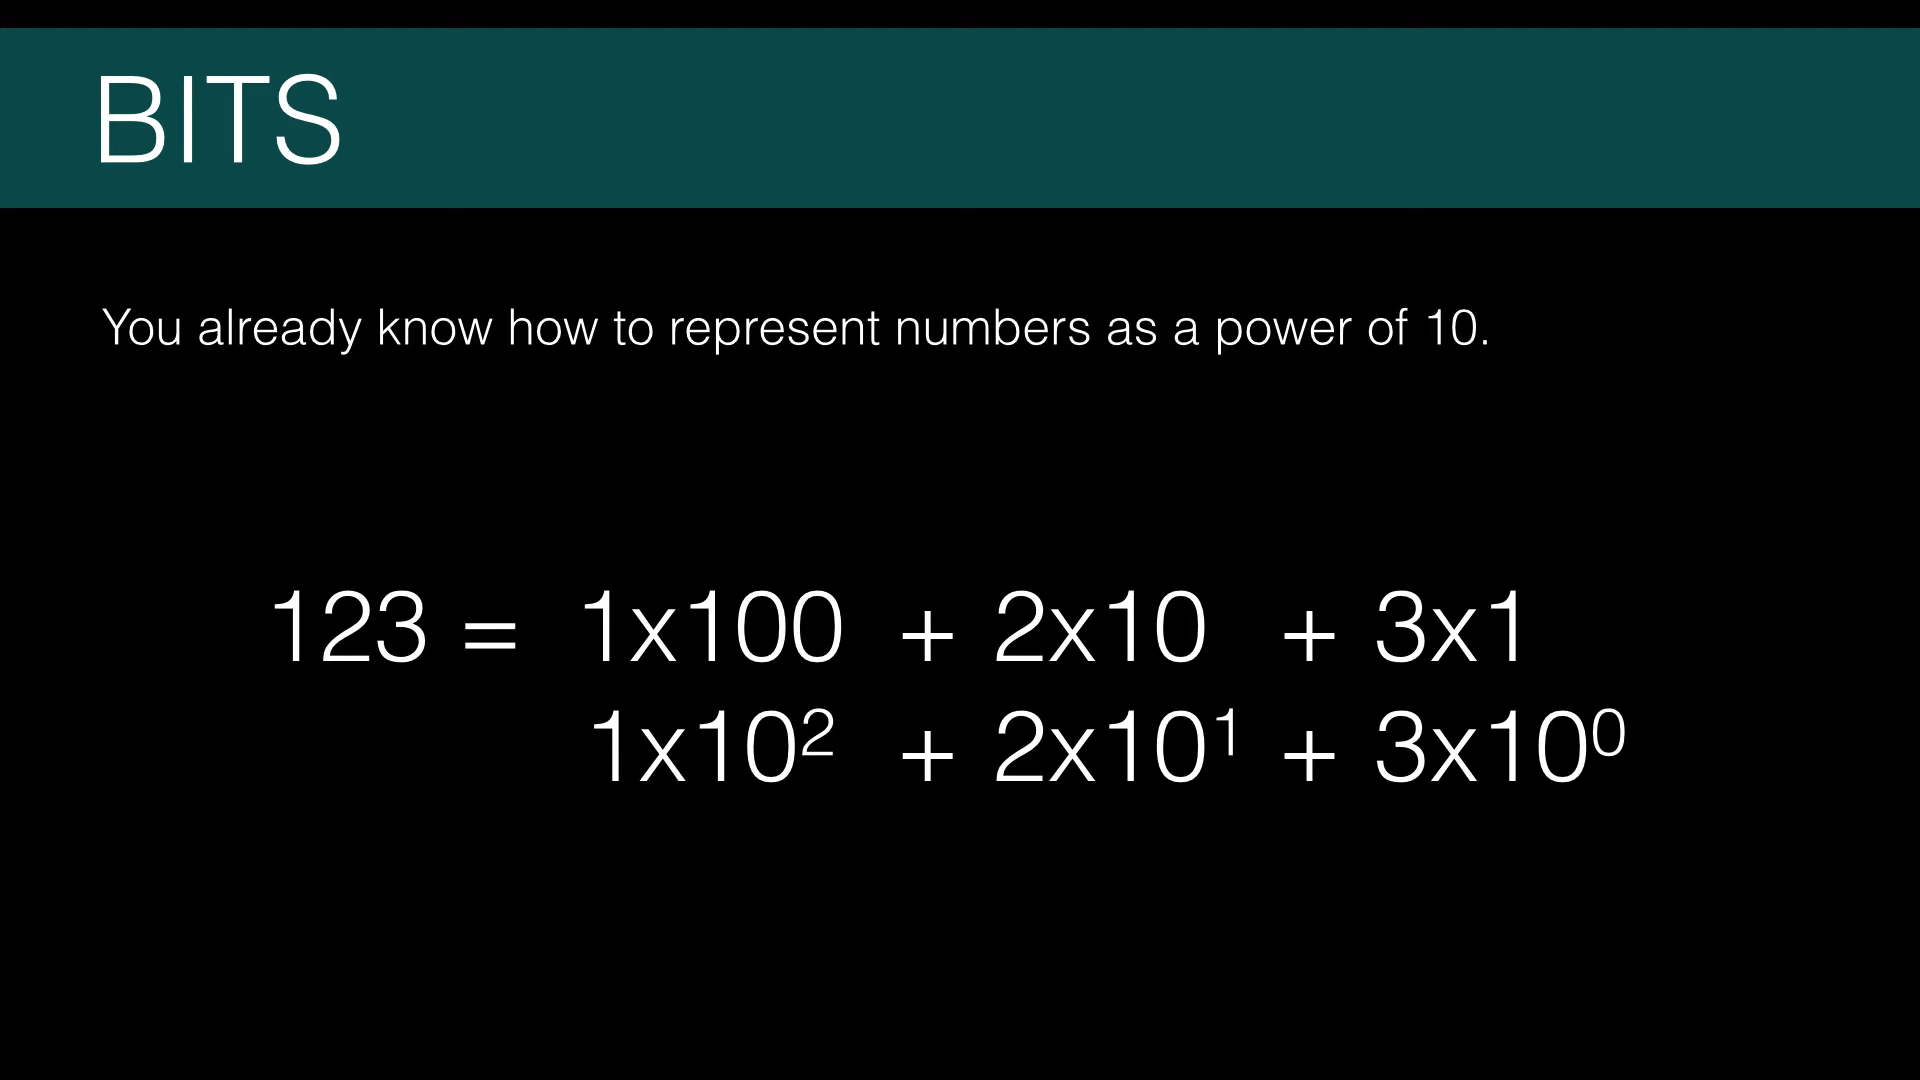 BITS
You already know how to represent numbers as a power of 10.
123 = 1x100 + 2x10 + 3x1
1x10² + 2x10¹ + 3x10⁰